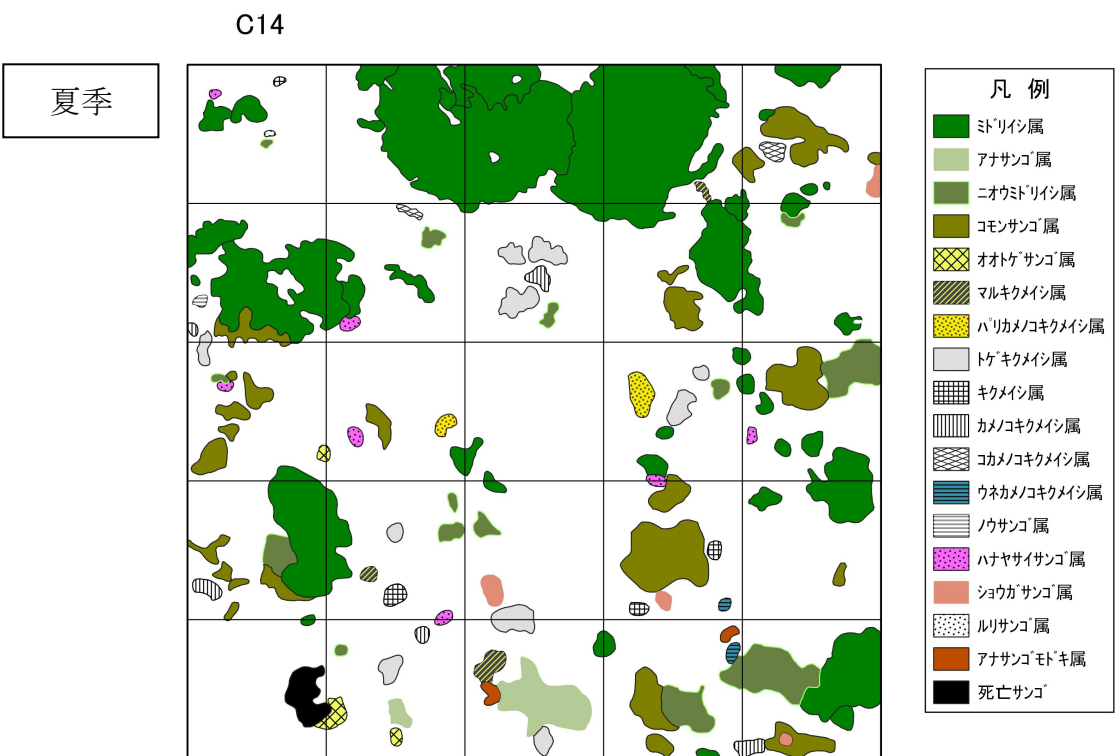 C14
夏季
凡 例
ﾐﾄﾞﾘｲｼ属
ｱﾅｻﾝｺﾞ属
ﾆｵｳﾐﾄﾞﾘｲｼ属
ｺﾓﾝｻﾝｺﾞ属
ｵｵﾄｹﾞｻﾝｺﾞ属
ﾏﾙｷｸﾒｲｼ属
ﾊﾞﾘｶﾒﾉｺｷｸﾒｲｼ属
ﾄｹﾞｷｸﾒｲｼ属
ｷｸﾒｲｼ属
ｶﾒﾉｺｷｸﾒｲｼ属
ｺｶﾒﾉｺｷｸﾒｲｼ属
ｳﾈｶﾒﾉｺｷｸﾒｲｼ属
ﾉｳｻﾝｺﾞ属
ﾊﾅﾔｻｲｻﾝｺﾞ属
ｼｮｳｶﾞｻﾝｺﾞ属
ﾙﾘｻﾝｺﾞ属
ｱﾅｻﾝｺﾞﾓﾄﾞｷ属
死亡ｻﾝｺﾞ